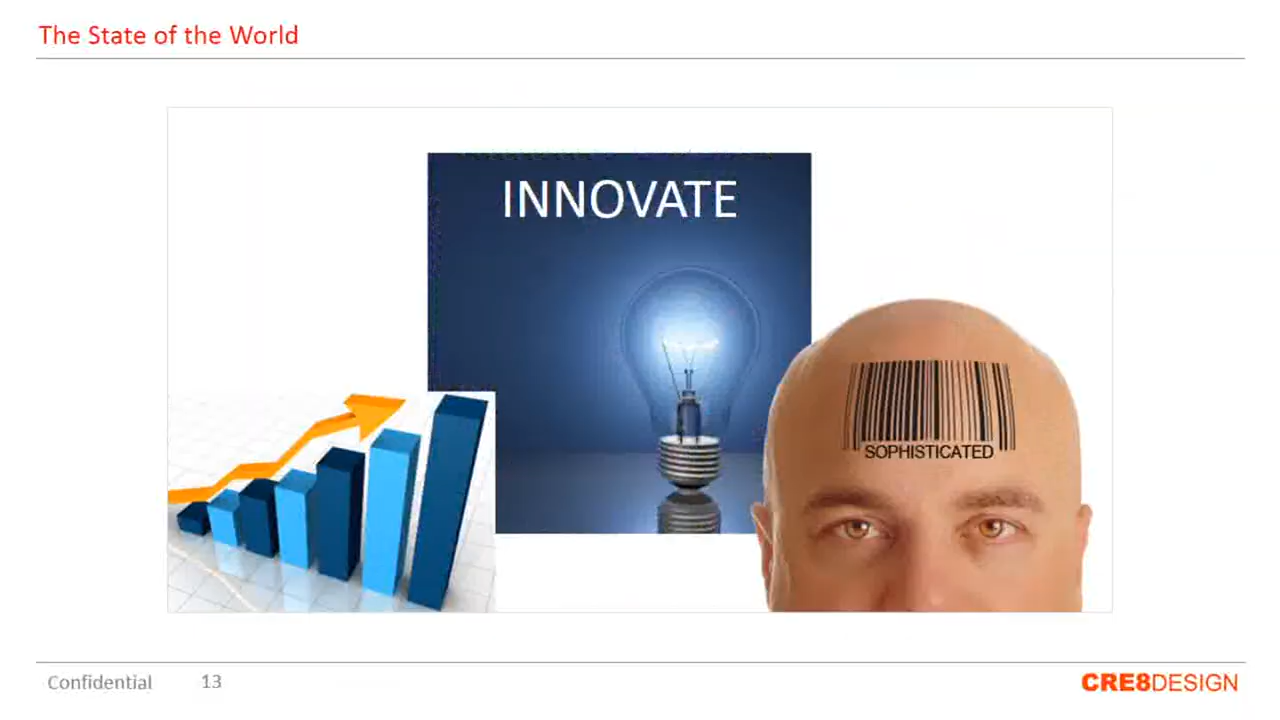 The State of the World
INNOVATE
SOPHISTICATED
Confidential 13
CRE8DESIGN